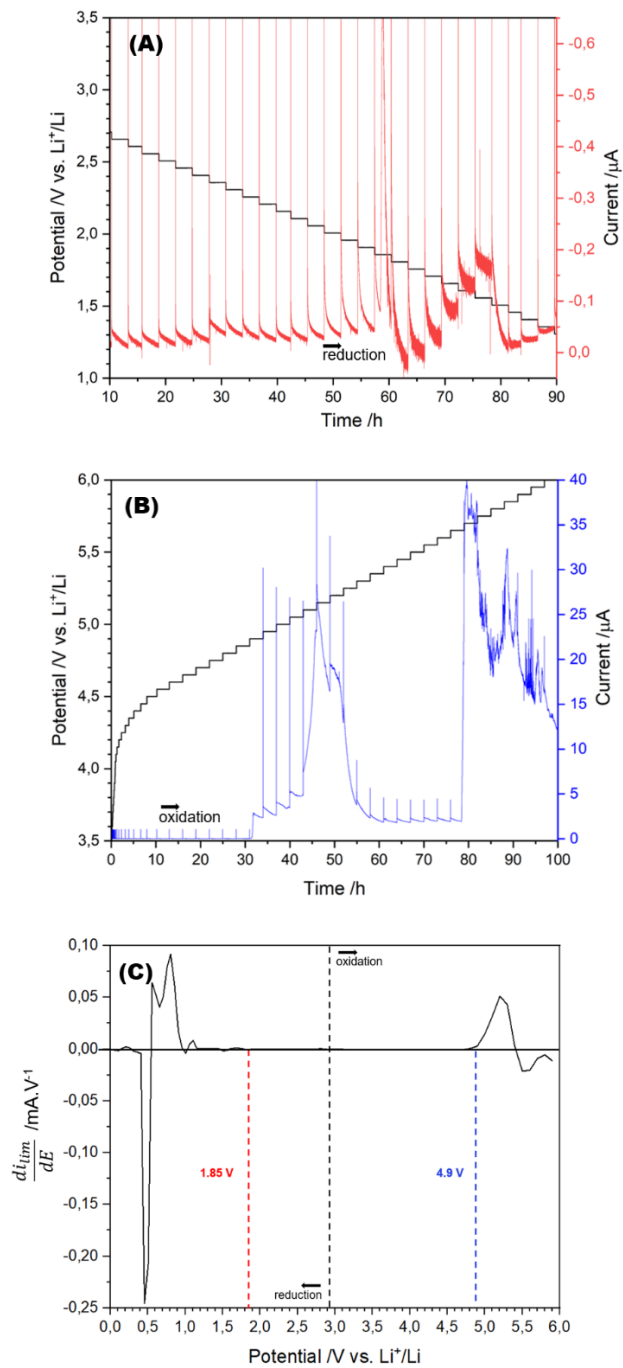 (A)
3,5
3,0
2,5
2,0
1,5
1,0
Potential /V vs. Li⁺/Li
-0,6
-0,5
-0,4
-0,3
-0,2
-0,1
0,0
Current /µA
reduction
10 20 30 40 50 60 70 80 90
Time /h
(B)
6,0
5,5
5,0
4,5
4,0
3,5
Potential /V vs. Li⁺/Li
40
35
30
25
20
15
10
5
0
Current /µA
oxidation
0 10 20 30 40 50 60 70 80 90 100
Time /h
(C)
0,10
0,05
0,00
-0,05
-0,10
-0,15
-0,20
-0,25
di_lim/dE /mA.V⁻¹
oxidation
1.85 V
4.9 V
reduction
0,0 0,5 1,0 1,5 2,0 2,5 3,0 3,5 4,0 4,5 5,0 5,5 6,0
Potential /V vs. Li⁺/Li